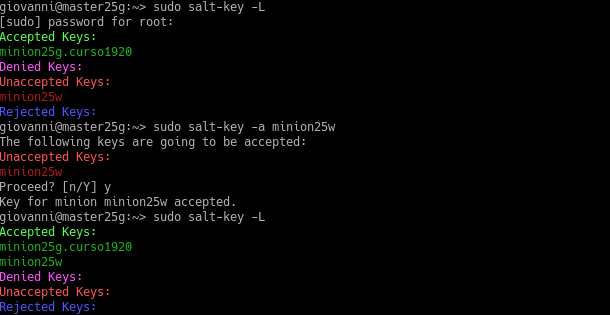 giovanni@master25g:~> sudo salt-key -L
[sudo] password for root:
Accepted Keys:
minion25g.curso1920
Denied Keys:
Unaccepted Keys:
minion25w
Rejected Keys:
giovanni@master25g:~> sudo salt-key -a minion25w
The following keys are going to be accepted:
Unaccepted Keys:
minion25w
Proceed? [n/Y] y
Key for minion minion25w accepted.
giovanni@master25g:~> sudo salt-key -L
Accepted Keys:
minion25g.curso1920
minion25w
Denied Keys:
Unaccepted Keys:
Rejected Keys: